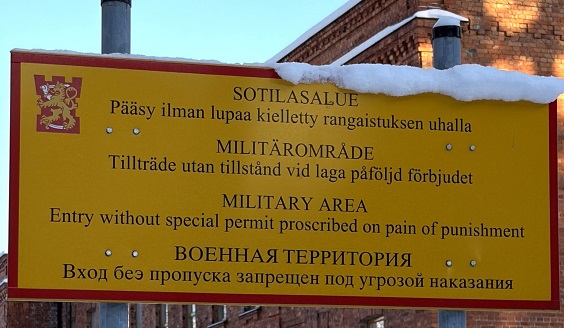 SOTILASALUE
Pääsy ilman lupaa kielletty rangaistuksen uhalla
MILITÄROMRÅDE
Tillträde utan tillstånd vid laga påföljd förbjudet
MILITARY AREA
Entry without special permit proscribed on pain of punishment
ВОЕННАЯ ТЕРРИТОРИЯ
Вход беэ пропуска запрещен под угрозой наказания